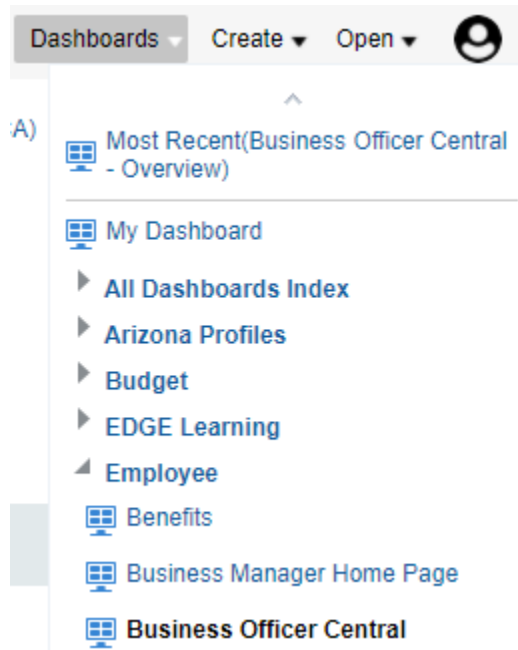 Dashboards Create Open
:A)
Most Recent(Business Officer Central
- Overview)
My Dashboard
All Dashboards Index
Arizona Profiles
Budget
EDGE Learning
Employee
Benefits
Business Manager Home Page
Business Officer Central